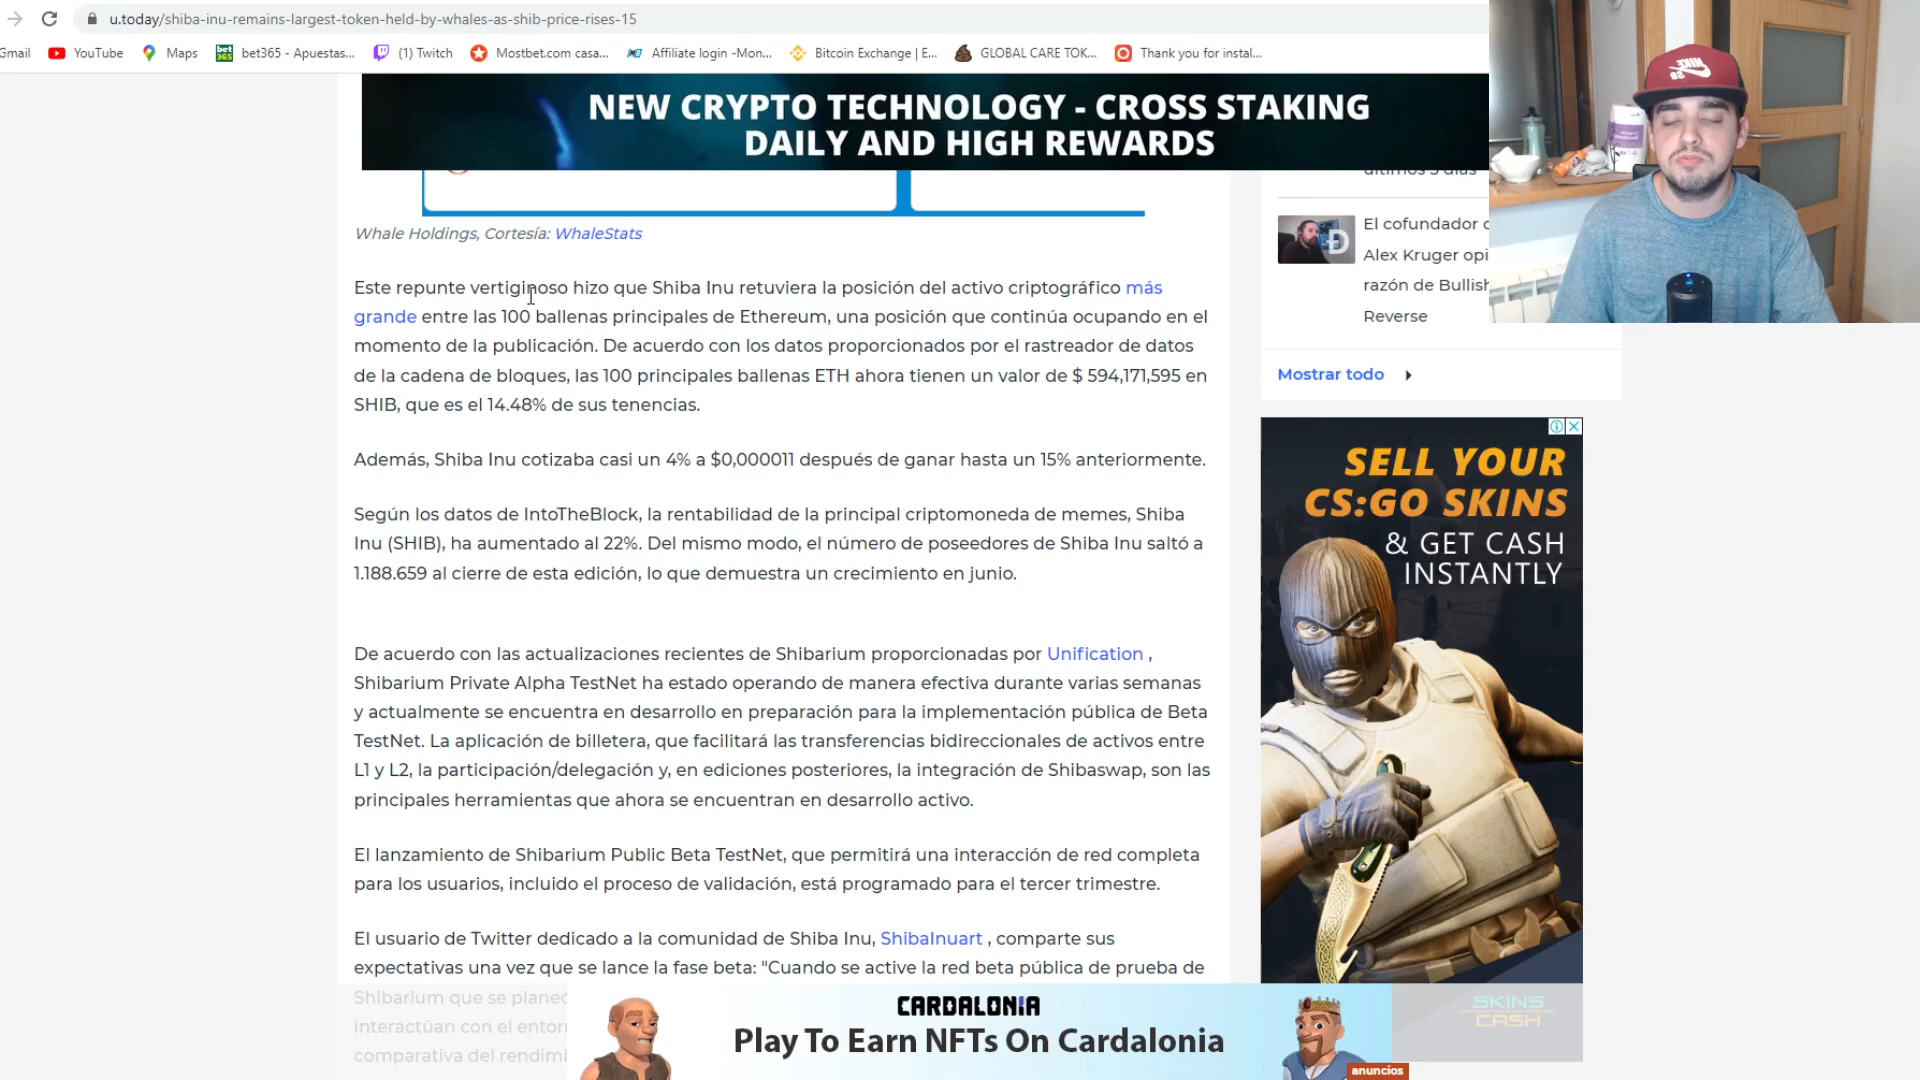 u.today/shiba-inu-remains-largest-token-held-by-whales-as-shib-price-rises-15
Gmail YouTube Maps bet365 - Apuestas... (1) Twitch Mostbet.com casa... Affiliate login -Mon... Bitcoin Exchange | E... GLOBAL CARE TOK... Thank you for instal...
NEW CRYPTO TECHNOLOGY - CROSS STAKING
DAILY AND HIGH REWARDS
Whale Holdings, Cortesía: WhaleStats
Este repunte vertiginoso hizo que Shiba Inu retuviera la posición del activo criptográfico más
grande entre las 100 ballenas principales de Ethereum, una posición que continúa ocupando en el
momento de la publicación. De acuerdo con los datos proporcionados por el rastreador de datos
de la cadena de bloques, las 100 principales ballenas ETH ahora tienen un valor de $ 594,171,595 en
SHIB, que es el 14.48% de sus tenencias.
Además, Shiba Inu cotizaba casi un 4% a $0,000011 después de ganar hasta un 15% anteriormente.
Según los datos de IntoTheBlock, la rentabilidad de la principal criptomoneda de memes, Shiba
Inu (SHIB), ha aumentado al 22%. Del mismo modo, el número de poseedores de Shiba Inu saltó a
1.188.659 al cierre de esta edición, lo que demuestra un crecimiento en junio.
De acuerdo con las actualizaciones recientes de Shibarium proporcionadas por Unification ,
Shibarium Private Alpha TestNet ha estado operando de manera efectiva durante varias semanas
y actualmente se encuentra en desarrollo en preparación para la implementación pública de Beta
TestNet. La aplicación de billetera, que facilitará las transferencias bidireccionales de activos entre
L1 y L2, la participación/delegación y, en ediciones posteriores, la integración de Shibaswap, son las
principales herramientas que ahora se encuentran en desarrollo activo.
El lanzamiento de Shibarium Public Beta TestNet, que permitirá una interacción de red completa
para los usuarios, incluido el proceso de validación, está programado para el tercer trimestre.
El usuario de Twitter dedicado a la comunidad de Shiba Inu, ShibaInuart , comparte sus
expectativas una vez que se lance la fase beta: "Cuando se active la red beta pública de prueba de
Shibarium que se planeó
interactúan con el entorn
comparativa del rendimi
últimos 5 días
El cofundador d
Alex Kruger opi
razón de Bullish
Reverse
Mostrar todo
SELL YOUR
CS:GO SKINS
& GET CASH
INSTANTLY
SKINS
CASH
CARDALONIA
Play To Earn NFTs On Cardalonia
anuncios